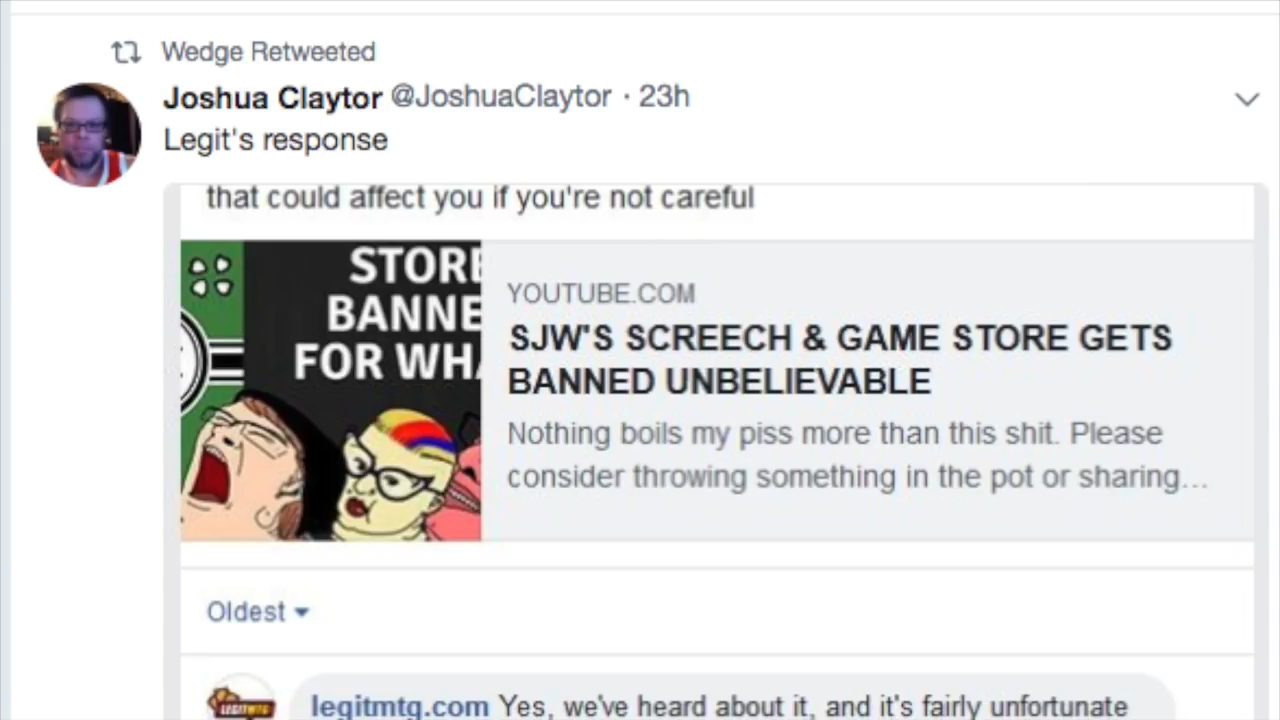 Wedge Retweeted
Joshua Claytor @JoshuaClaytor · 23h
Legit's response
that could affect you if you're not careful
STORE
BANNE
FOR WHA
YOUTUBE.COM
SJW'S SCREECH & GAME STORE GETS
BANNED UNBELIEVABLE
Nothing boils my piss more than this shit. Please
consider throwing something in the pot or sharing...
Oldest
LEGITMTG
legitmtg.com Yes, we've heard about it, and it's fairly unfortunate